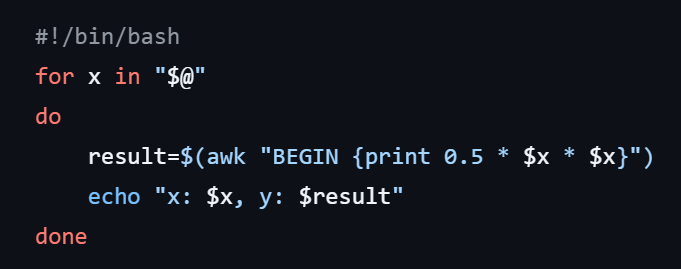 #!/bin/bash
for x in "$@"
do
    result=$(awk "BEGIN {print 0.5 * $x * $x}")
    echo "x: $x, y: $result"
done